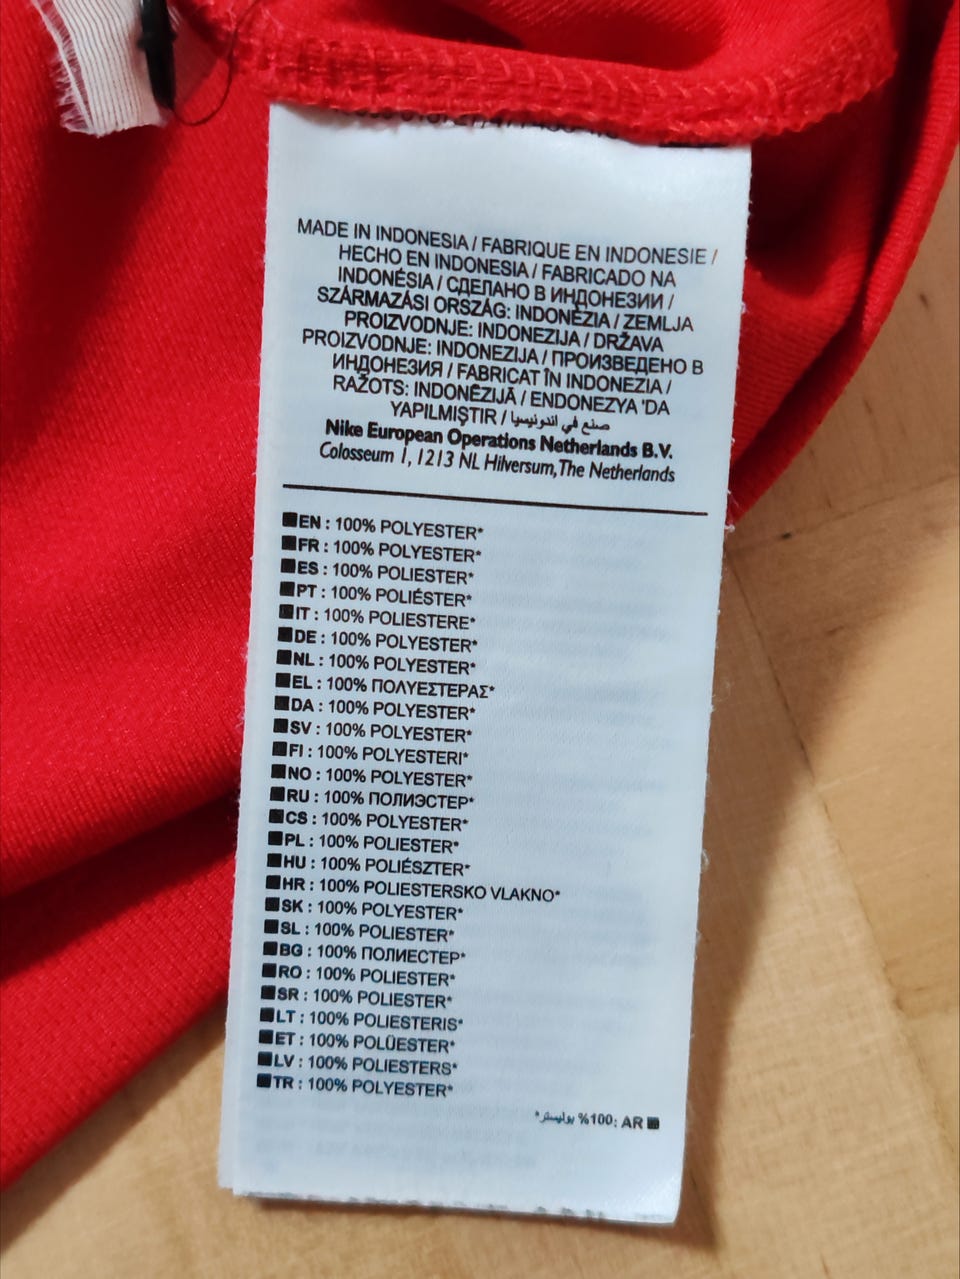 MADE IN INDONESIA / FABRIQUE EN INDONESIE /
HECHO EN INDONESIA / FABRICADO NA
INDONÉSIA / СДЕЛАНО В ИНДОНЕЗИИ /
SZÁRMAZÁSI ORSZÁG: INDONÉZIA / ZEMLJA
PROIZVODNJE: INDONEZIJA / DRŽAVA
PROIZVODNJE: INDONEZIJA / ПРОИЗВЕДЕНО В
ИНДОНЕЗИЯ / FABRICAT ÎN INDONEZIA /
RAŽOTS: INDONĒZIJĀ / ENDONEZYA 'DA
YAPILMIŞTIR / صنع في اندونيسيا
Nike European Operations Netherlands B.V.
Colosseum 1, 1213 NL Hilversum, The Netherlands
EN : 100% POLYESTER*
FR : 100% POLYESTER*
ES : 100% POLIESTER*
PT : 100% POLIÉSTER*
IT : 100% POLIESTERE*
DE : 100% POLYESTER*
NL : 100% POLYESTER*
EL : 100% ΠΟΛΥΕΣΤΕΡΑΣ*
DA : 100% POLYESTER*
SV : 100% POLYESTER*
FI : 100% POLYESTERI*
NO : 100% POLYESTER*
RU : 100% ПОЛИЭСТЕР*
CS : 100% POLYESTER*
PL : 100% POLIESTER*
HU : 100% POLIÉSZTER*
HR : 100% POLIESTERSKO VLAKNO*
SK : 100% POLYESTER*
SL : 100% POLIESTER*
BG : 100% ПОЛИЕСТЕР*
RO : 100% POLIESTER*
SR : 100% POLIESTER*
LT : 100% POLIESTERIS*
ET : 100% POLÜESTER*
LV : 100% POLIESTERS*
TR : 100% POLYESTER*
AR :100% بوليستر*